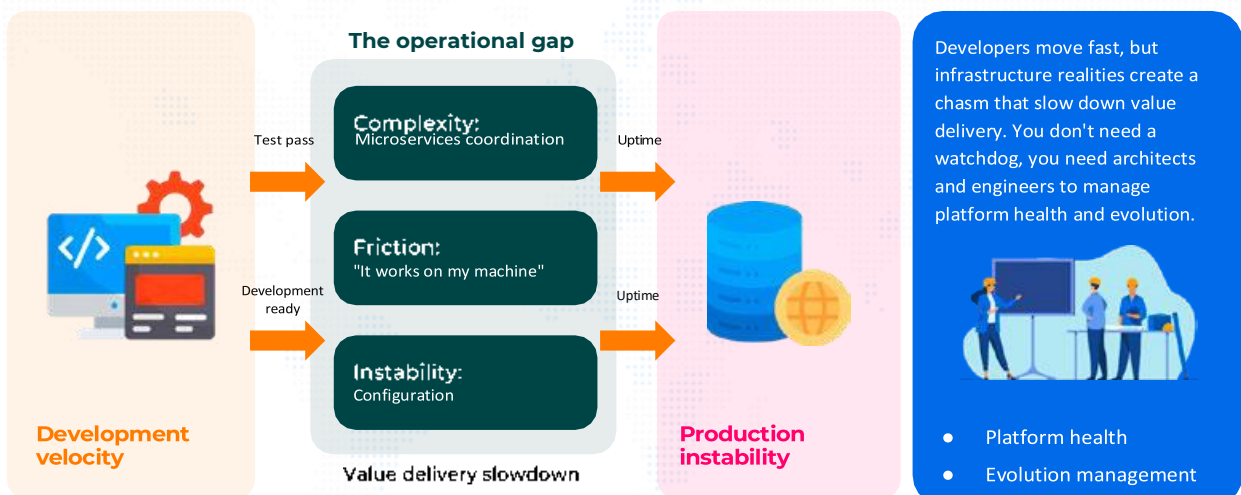 The operational gap
Test pass
Development
ready
Development
velocity
Complexity:
Microservices coordination
Friction:
"It works on my machine"
Instability:
Configuration
Value delivery slowdown
Uptime
Uptime
Production
instability
Developers move fast, but
infrastructure realities create a
chasm that slow down value
delivery. You don't need a
watchdog, you need architects
and engineers to manage
platform health and evolution.
● Platform health
● Evolution management